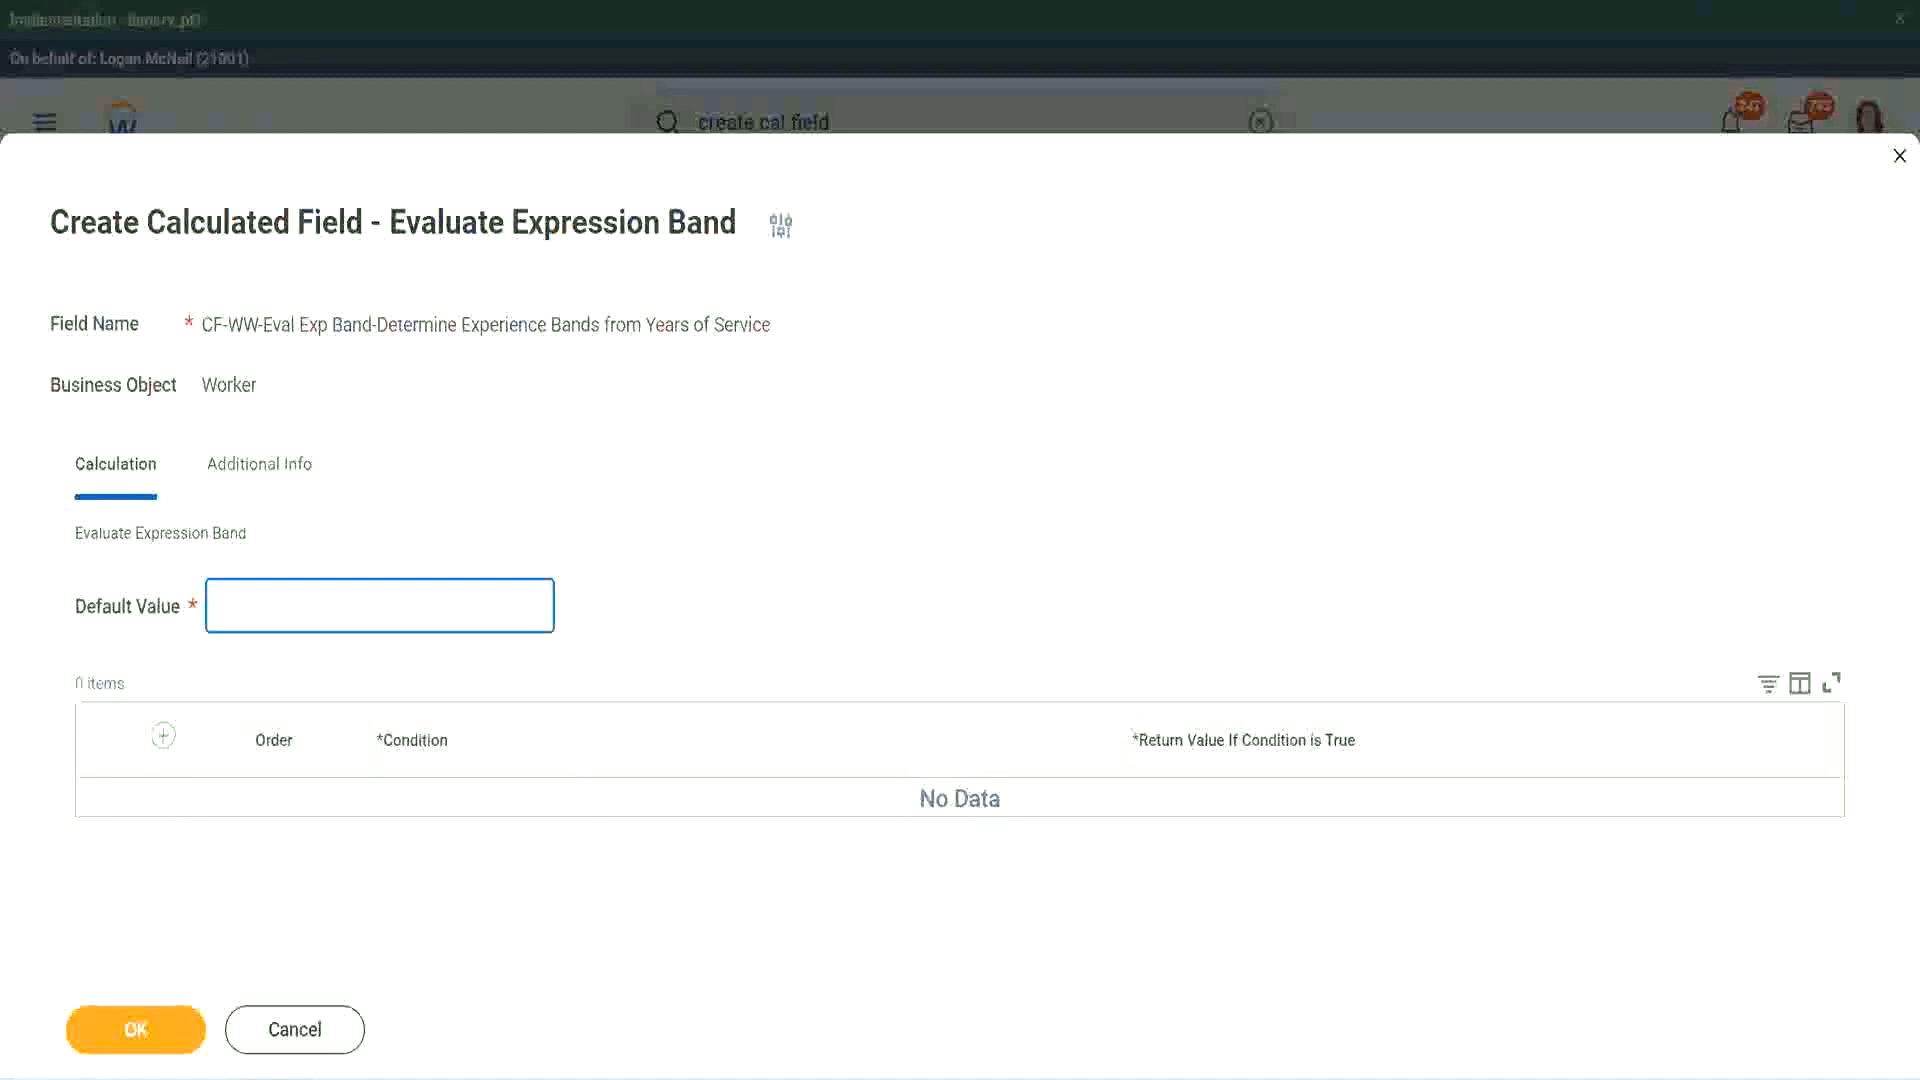 On behalf of: Logan McNeil (21001)
create cal field
Create Calculated Field - Evaluate Expression Band
Field Name * CF-WW-Eval Exp Band-Determine Experience Bands from Years of Service
Business Object Worker
Calculation Additional Info
Evaluate Expression Band
Default Value *
0 items
Order *Condition *Return Value If Condition is True
No Data
OK Cancel